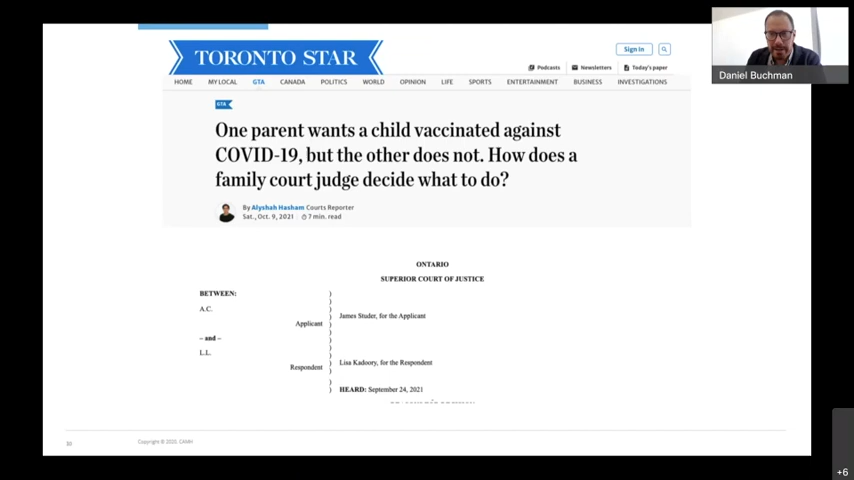 TORONTO STAR
Sign in
Podcasts Newsletters Today's paper
HOME MY LOCAL GTA CANADA POLITICS WORLD OPINION LIFE SPORTS ENTERTAINMENT BUSINESS INVESTIGATIONS
GTA
One parent wants a child vaccinated against
COVID-19, but the other does not. How does a
family court judge decide what to do?
By Alyshah Hasham Courts Reporter
Sat., Oct. 9, 2021 7 min. read
ONTARIO
SUPERIOR COURT OF JUSTICE
BETWEEN:
A.C.
Applicant
James Studer, for the Applicant
– and –
L.L.
Respondent
Lisa Kadoory, for the Respondent
HEARD: September 24, 2021
Copyright © 2020, CAMH
Daniel Buchman
+6